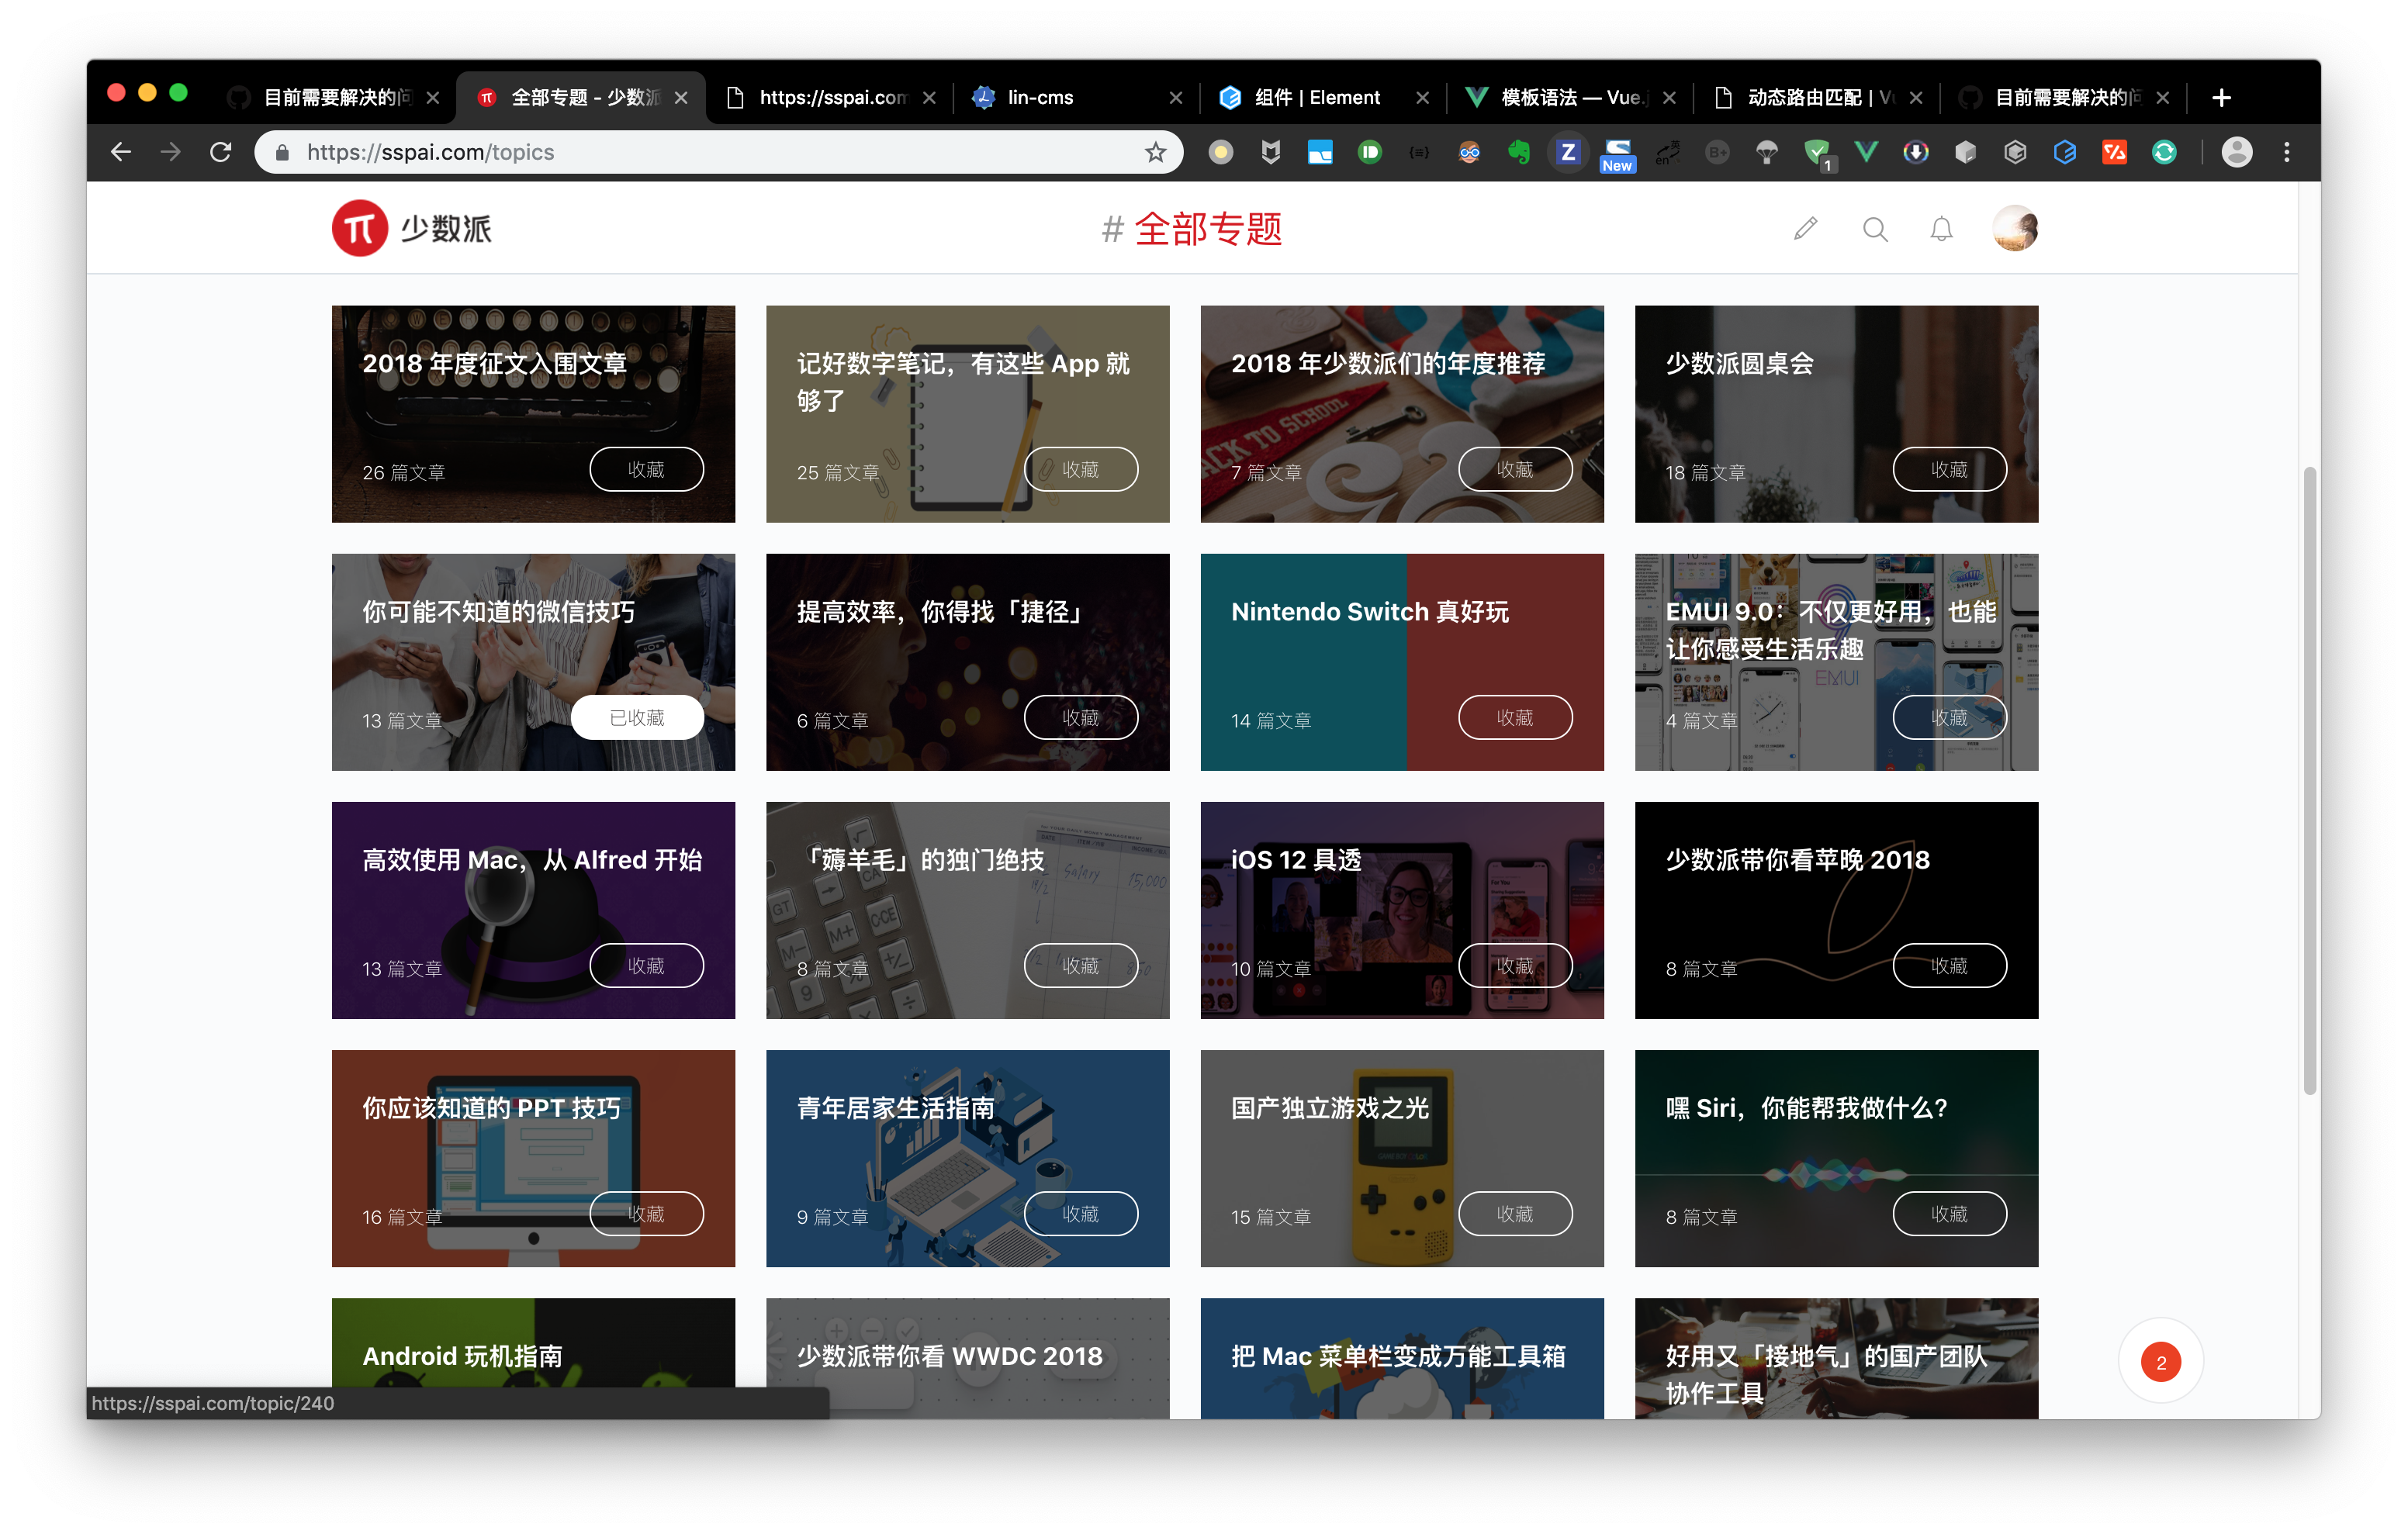 目前需要解决的问
全部专题 - 少数派
https://sspai.com
lin-cms
组件 | Element
模板语法 — Vue.j
动态路由匹配 | Vu
目前需要解决的问
https://sspai.com/topics
New
1
少数派
# 全部专题
2018 年度征文入围文章
26 篇文章
收藏
记好数字笔记，有这些 App 就
够了
25 篇文章
收藏
2018 年少数派们的年度推荐
7 篇文章
收藏
少数派圆桌会
18 篇文章
收藏
你可能不知道的微信技巧
13 篇文章
已收藏
提高效率，你得找「捷径」
6 篇文章
收藏
Nintendo Switch 真好玩
14 篇文章
收藏
EMUI 9.0：不仅更好用，也能
让你感受生活乐趣
EMUI
4 篇文章
收藏
高效使用 Mac，从 Alfred 开始
13 篇文章
收藏
「薅羊毛」的独门绝技
8 篇文章
收藏
iOS 12 具透
10 篇文章
收藏
少数派带你看苹晚 2018
8 篇文章
收藏
你应该知道的 PPT 技巧
16 篇文章
收藏
青年居家生活指南
9 篇文章
收藏
国产独立游戏之光
15 篇文章
收藏
嘿 Siri，你能帮我做什么？
8 篇文章
收藏
Android 玩机指南
少数派带你看 WWDC 2018
把 Mac 菜单栏变成万能工具箱
好用又「接地气」的国产团队
协作工具
2
https://sspai.com/topic/240